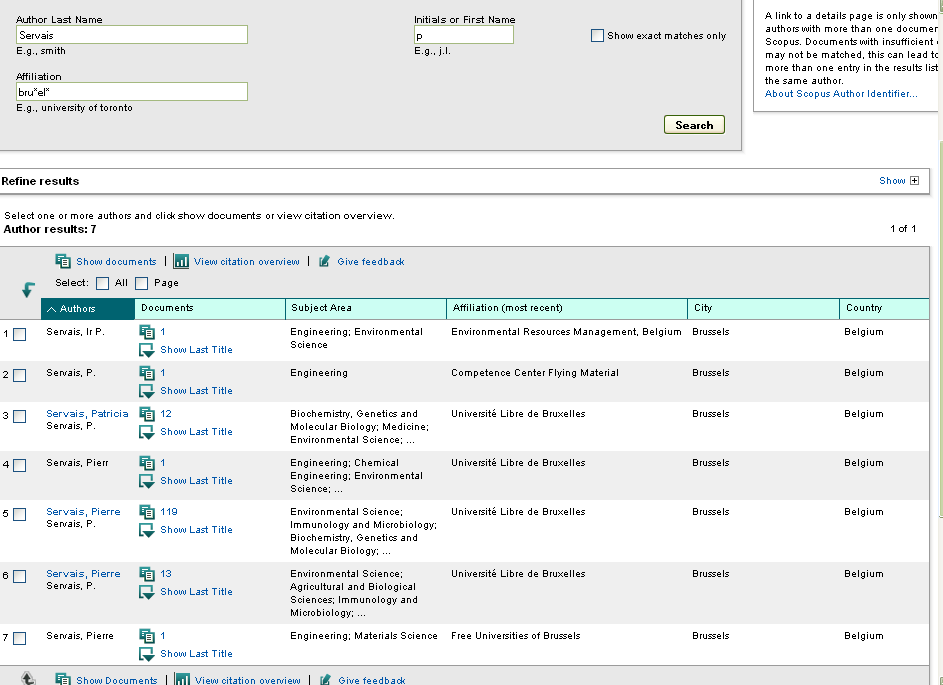 Author Last Name
Initials or First Name
Servais
p
Show exact matches only
E.g., smith
E.g., j.l.
Affiliation
bru*el*
E.g., university of toronto
Search
A link to a details page is only shown
authors with more than one documen
Scopus. Documents with insufficient
may not be matched, this can lead to
more than one entry in the results list
the same author.
About Scopus Author Identifier...
Refine results
Show
Select one or more authors and click show documents or view citation overview.
Author results: 7
1 of 1
Show documents | View citation overview | Give feedback
Select: All Page
Authors Documents Subject Area Affiliation (most recent) City Country
1 Servais, Ir P. 1 Engineering; Environmental Environmental Resources Management, Belgium Brussels Belgium
Show Last Title Science
2 Servais, P. 1 Engineering Competence Center Flying Material Brussels Belgium
Show Last Title
3 Servais, Patricia 12 Biochemistry, Genetics and Université Libre de Bruxelles Brussels Belgium
Servais, P. Show Last Title Molecular Biology; Medicine;
Environmental Science; ...
4 Servais, Pierr 1 Engineering; Chemical Université Libre de Bruxelles Brussels Belgium
Show Last Title Engineering; Environmental
Science; ...
5 Servais, Pierre 119 Environmental Science; Université Libre de Bruxelles Brussels Belgium
Servais, P. Show Last Title Immunology and Microbiology;
Biochemistry, Genetics and
Molecular Biology; ...
6 Servais, Pierre 13 Environmental Science; Université Libre de Bruxelles Brussels Belgium
Servais, P. Show Last Title Agricultural and Biological
Sciences; Immunology and
Microbiology; ...
7 Servais, Pierre 1 Engineering; Materials Science Free Universities of Brussels Brussels Belgium
Show Last Title
Show Documents | View citation overview | Give feedback